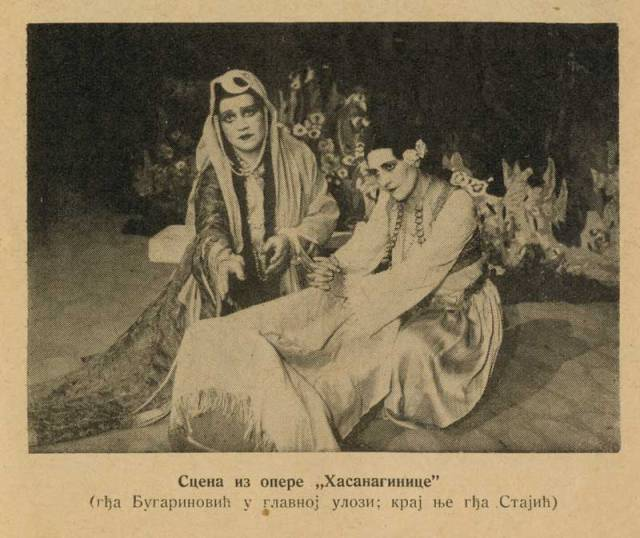 Сцена из опере „Хасанагинице”
(гђа Бугариновић у главној улози; крај ње гђа Стајић)